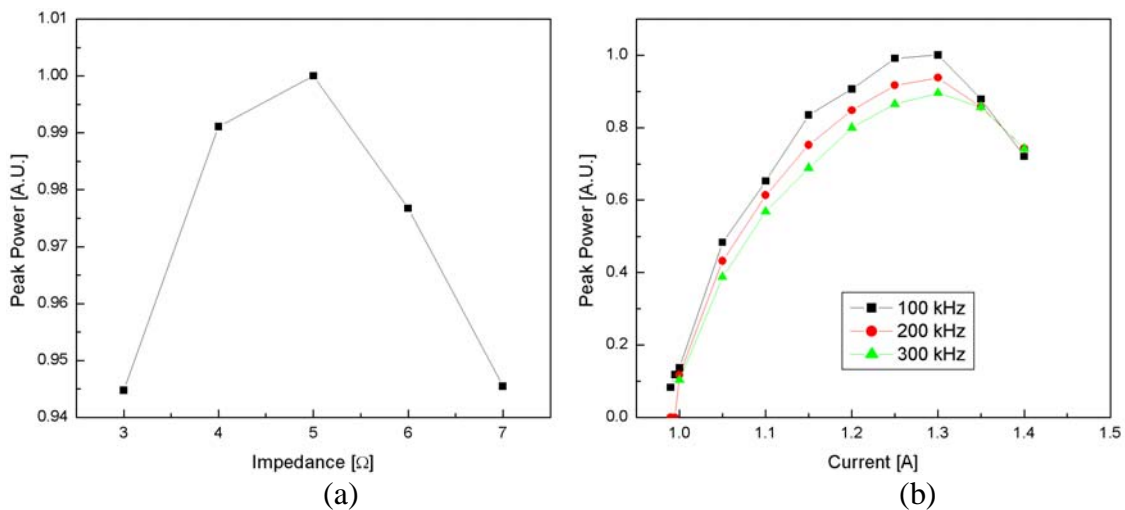 1.01
1.00
0.99
0.98
0.97
0.96
0.95
0.94
Peak Power [A.U.]
3 4 5 6 7
Impedance [Ω]
(a)
1.0
0.8
0.6
0.4
0.2
0.0
Peak Power [A.U.]
100 kHz
200 kHz
300 kHz
1.0 1.1 1.2 1.3 1.4 1.5
Current [A]
(b)